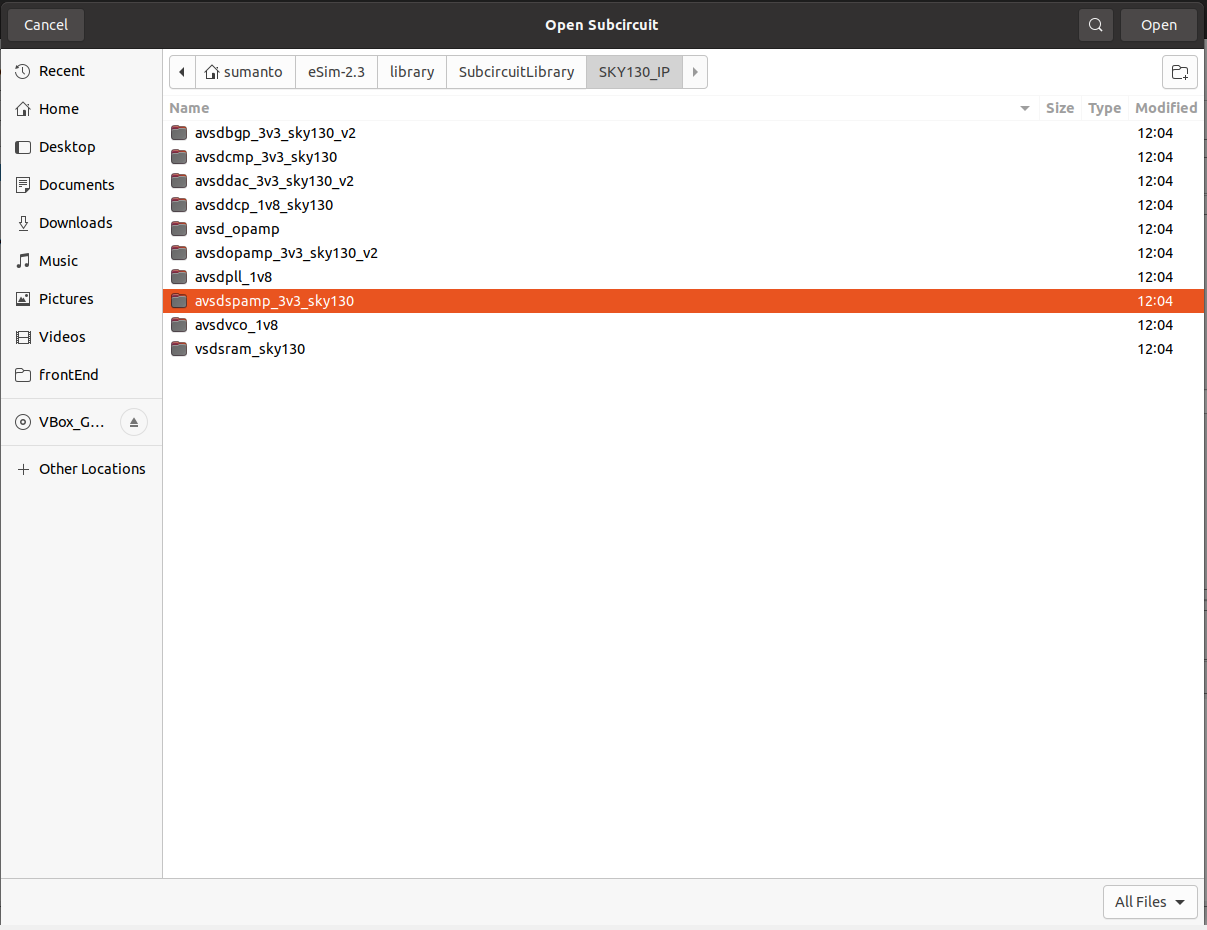 Cancel Open Subcircuit Open
Recent
Home
Desktop
Documents
Downloads
Music
Pictures
Videos
frontEnd
VBox_G...
Other Locations
sumanto eSim-2.3 library SubcircuitLibrary SKY130_IP
Name Size Type Modified
avsdbgp_3v3_sky130_v2 12:04
avsdcmp_3v3_sky130 12:04
avsddac_3v3_sky130_v2 12:04
avsddcp_1v8_sky130 12:04
avsd_opamp 12:04
avsdopamp_3v3_sky130_v2 12:04
avsdpll_1v8 12:04
avsdspamp_3v3_sky130 12:04
avsdvco_1v8 12:04
vsdsram_sky130 12:04
All Files